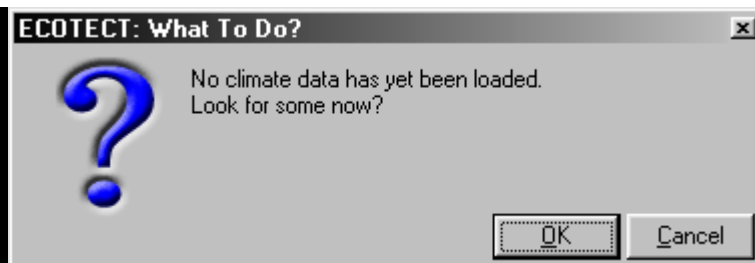 ECOTECT: What To Do?
No climate data has yet been loaded.
Look for some now?
OK
Cancel